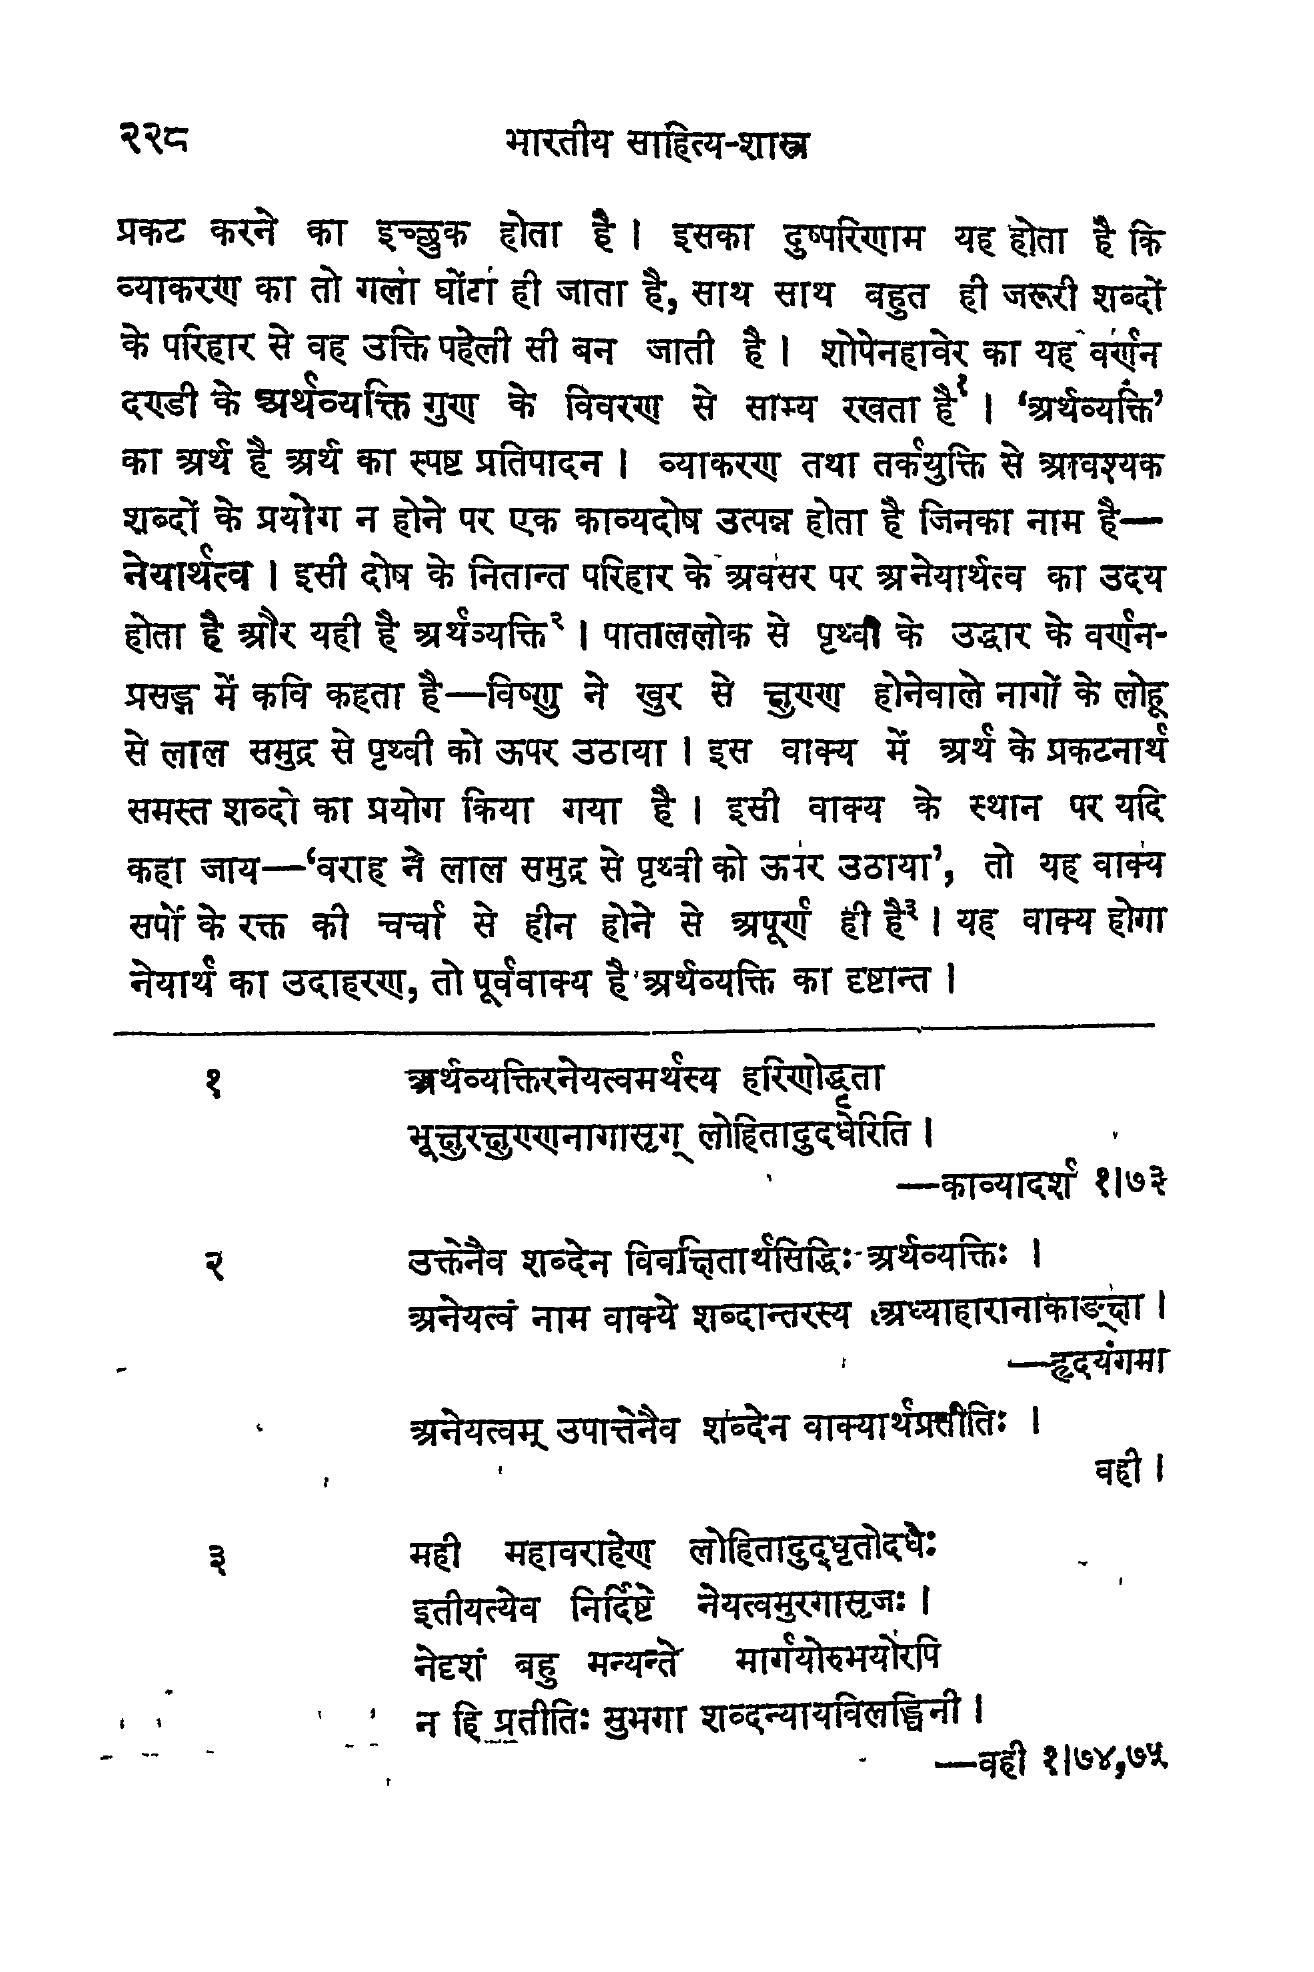 २२८ भारतीय साहित्य-शास्त्र
प्रकट करने का इच्छुक होता है । इसका दुष्परिणाम यह होता है कि
व्याकरण का तो गला घोंटा ही जाता है, साथ साथ बहुत ही जरूरी शब्दों
के परिहार से वह उक्ति पहेली सी बन जाती है । शोपेनहावेर का यह वर्णन
दण्डी के अर्थव्यक्ति गुण के विवरण से साम्य रखता है१ । ‘अर्थव्यक्ति’
का अर्थ है अर्थ का स्पष्ट प्रतिपादन । व्याकरण तथा तर्कयुक्ति से आवश्यक
शब्दों के प्रयोग न होने पर एक काव्यदोष उत्पन्न होता है जिनका नाम है—
नेयार्थत्व । इसी दोष के नितान्त परिहार के अवसर पर अनेयार्थत्व का उदय
होता है और यही है अर्थव्यक्ति२ । पाताललोक से पृथ्वी के उद्धार के वर्णन-
प्रसङ्ग में कवि कहता है—विष्णु ने खुर से क्षुण्ण होनेवाले नागों के लोहू
से लाल समुद्र से पृथ्वी को ऊपर उठाया । इस वाक्य में अर्थ के प्रकटनार्थ
समस्त शब्दो का प्रयोग किया गया है । इसी वाक्य के स्थान पर यदि
कहा जाय—‘वराह ने लाल समुद्र से पृथ्वी को ऊपर उठाया’, तो यह वाक्य
सर्पों के रक्त की चर्चा से हीन होने से अपूर्ण ही है३ । यह वाक्य होगा
नेयार्थ का उदाहरण, तो पूर्ववाक्य है अर्थव्यक्ति का दृष्टान्त ।
१ अर्थव्यक्तिरनेयत्वमर्थस्य हरिणोद्धृता
भूक्षुरक्षुण्णनागासृग् लोहितादुदधेरिति ।
—काव्यादर्श १।७३
२ उक्तेनैव शब्देन विवक्षितार्थसिद्धिः अर्थव्यक्तिः ।
अनेयत्वं नाम वाक्ये शब्दान्तरस्य अध्याहारानाकाङ्क्षा ।
—हृदयंगमा
अनेयत्वम् उपात्तेनैव शब्देन वाक्यार्थप्रतीतिः ।
वही ।
३ मही महावराहेण लोहितादुद्धृतोदधेः
इतीयत्येव निर्दिष्टे नेयत्वमुरगासृजः ।
नेदृशं बहु मन्यन्ते मार्गयोरुभयोरपि
न हि प्रतीतिः सुभगा शब्दन्यायविलङ्घिनी ।
—वही १।७४,७५